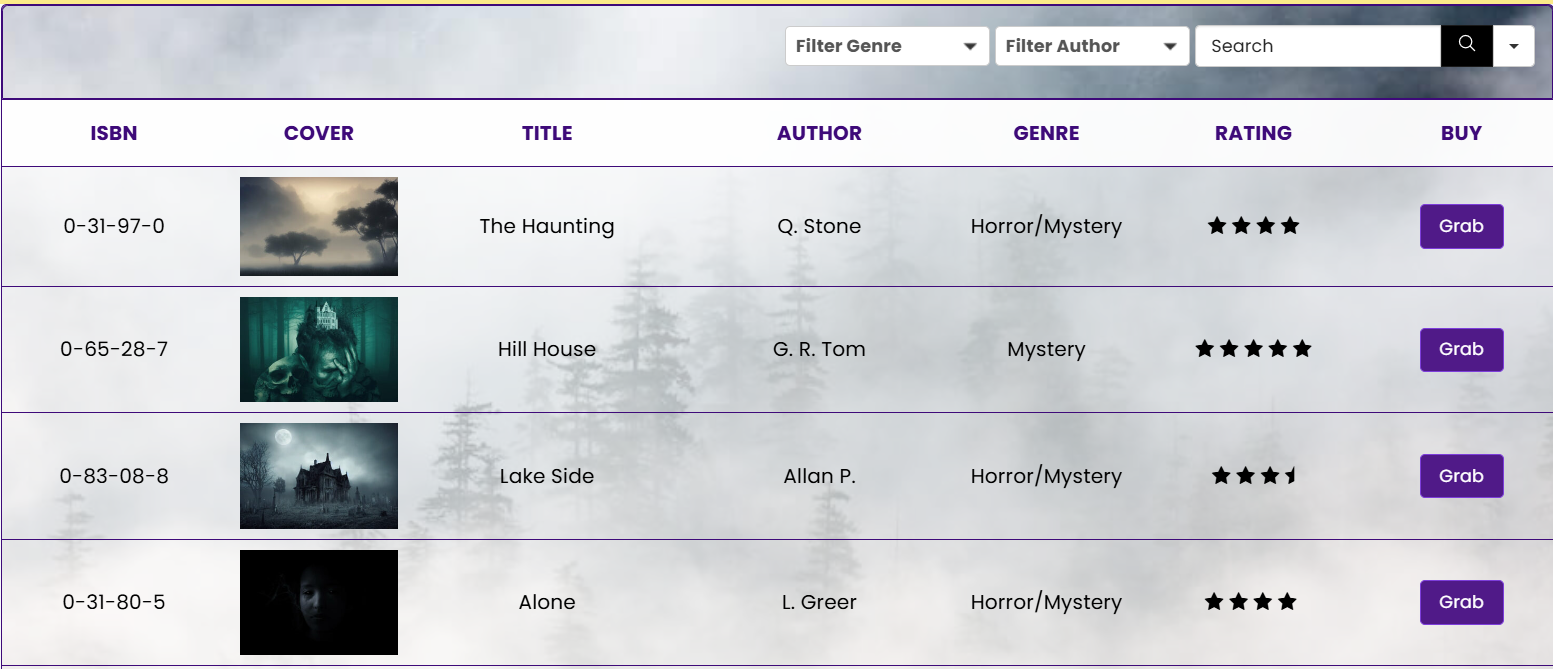 Filter Genre Filter Author Search
ISBN COVER TITLE AUTHOR GENRE RATING BUY
0-31-97-0 The Haunting Q. Stone Horror/Mystery Grab
0-65-28-7 Hill House G. R. Tom Mystery Grab
0-83-08-8 Lake Side Allan P. Horror/Mystery Grab
0-31-80-5 Alone L. Greer Horror/Mystery Grab